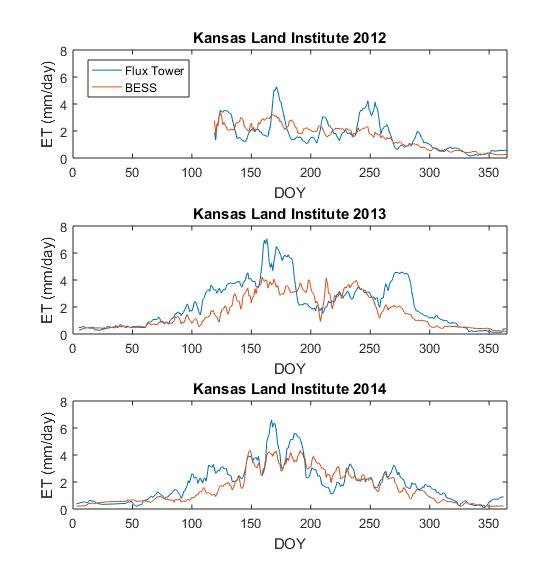 Kansas Land Institute 2012
8
6
4
2
0
ET (mm/day)
Flux Tower
BESS
0 50 100 150 200 250 300 350
DOY
Kansas Land Institute 2013
8
6
4
2
0
ET (mm/day)
0 50 100 150 200 250 300 350
DOY
Kansas Land Institute 2014
8
6
4
2
0
ET (mm/day)
0 50 100 150 200 250 300 350
DOY